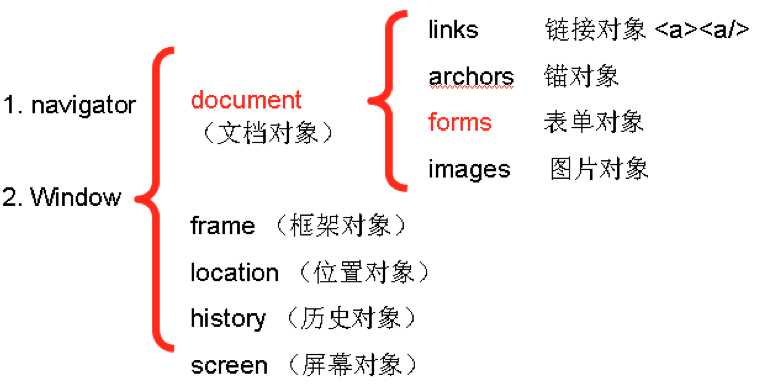 1. navigator
2. Window
document
（文档对象）
links 链接对象 <a><a/>
archors 锚对象
forms 表单对象
images 图片对象
frame （框架对象）
location （位置对象）
history （历史对象）
screen （屏幕对象）